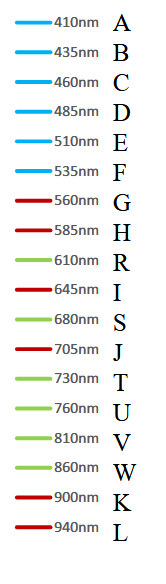 410nm A
435nm B
460nm C
485nm D
510nm E
535nm F
560nm G
585nm H
610nm R
645nm I
680nm S
705nm J
730nm T
760nm U
810nm V
860nm W
900nm K
940nm L